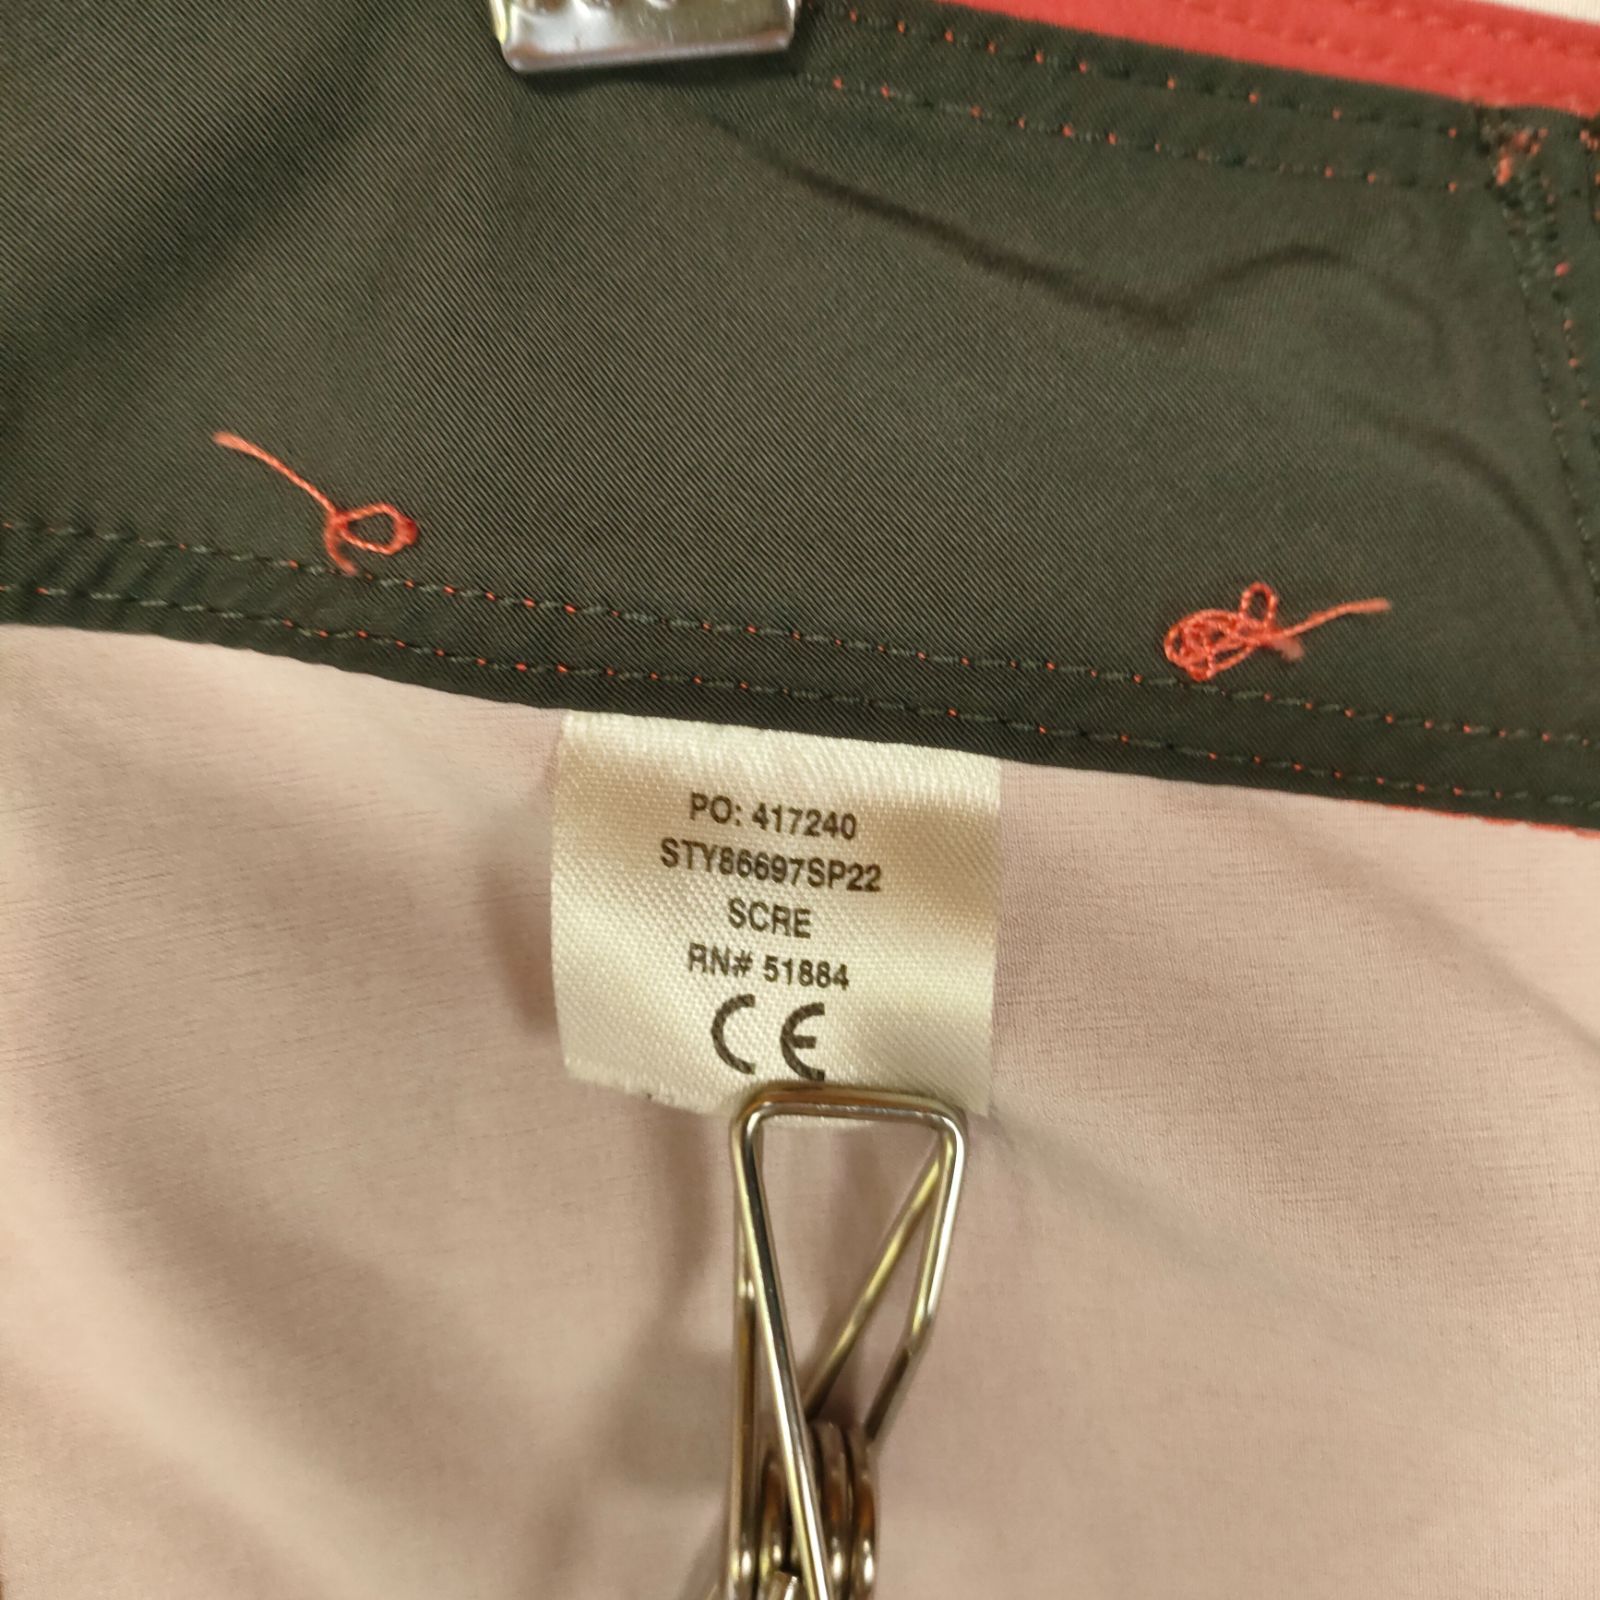 PO: 417240
STY86697SP22
SCRE
RN# 51884
CE